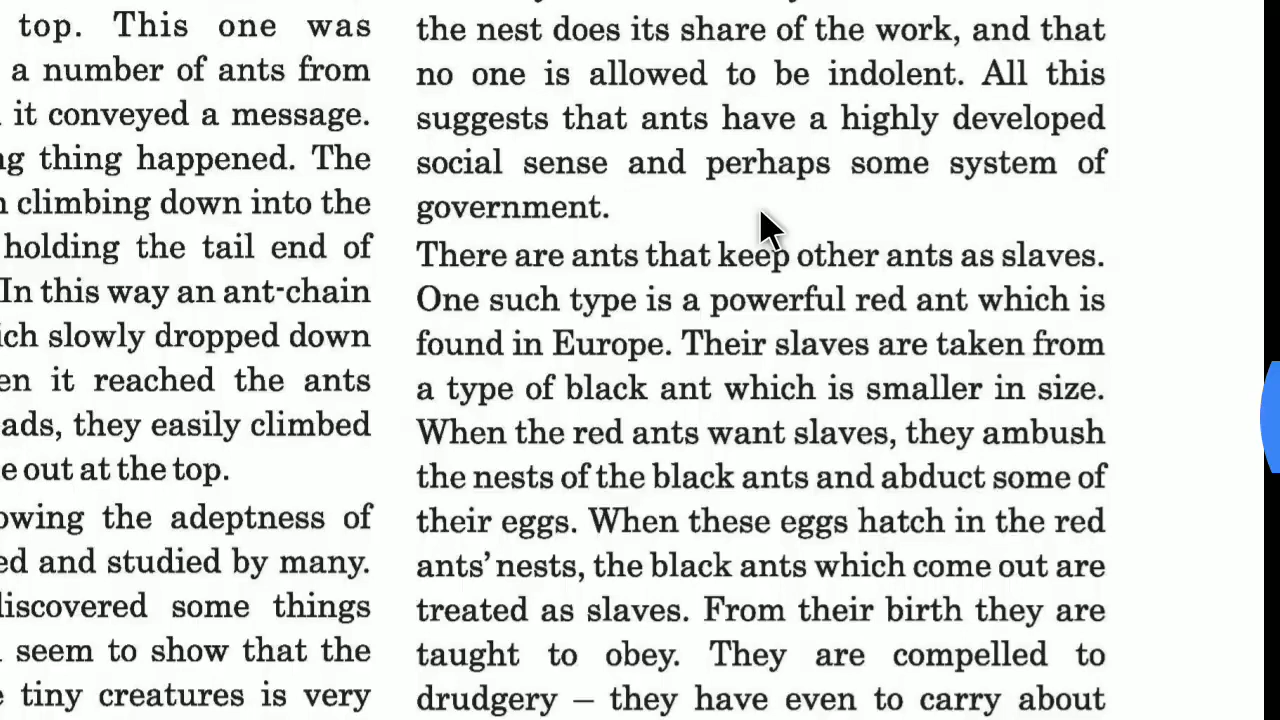 top. This one was
a number of ants from
it conveyed a message.
thing happened. The
climbing down into the
holding the tail end of
In this way an ant-chain
slowly dropped down
it reached the ants
they easily climbed
out at the top.
the adeptness of
and studied by many.
some things
seem to show that the
tiny creatures is very
the nest does its share of the work, and that
no one is allowed to be indolent. All this
suggests that ants have a highly developed
social sense and perhaps some system of
government.
There are ants that keep other ants as slaves.
One such type is a powerful red ant which is
found in Europe. Their slaves are taken from
a type of black ant which is smaller in size.
When the red ants want slaves, they ambush
the nests of the black ants and abduct some of
their eggs. When these eggs hatch in the red
ants' nests, the black ants which come out are
treated as slaves. From their birth they are
taught to obey. They are compelled to
drudgery – they have even to carry about